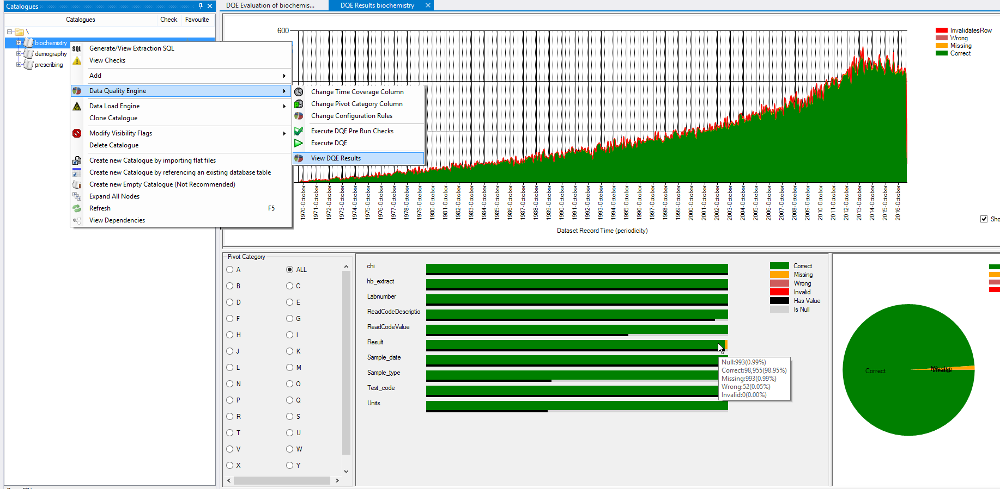 Catalogues
DQE Evaluation of biochemis...
DQE Results biochemistry
Catalogues Check Favourite
\
biochemistry
demography
prescribing
SQL Generate/View Extraction SQL
View Checks
Add
Data Quality Engine
Data Load Engine
Clone Catalogue
Modify Visibility Flags
Delete Catalogue
Create new Catalogue by importing flat files
Create new Catalogue by referencing an existing database table
Create new Empty Catalogue (Not Recommended)
Expand All Nodes
Refresh F5
View Dependencies
Change Time Coverage Column
Change Pivot Category Column
Change Configuration Rules
Execute DQE Pre Run Checks
Execute DQE
View DQE Results
600
InvalidatesRow
Wrong
Missing
Correct
1970-October
1971-October
1972-October
1973-October
1974-October
1975-October
1976-October
1977-October
1978-October
1979-October
1980-October
1981-October
1982-October
1983-October
1984-October
1985-October
1986-October
1987-October
1988-October
1989-October
1990-October
1991-October
1992-October
1993-October
1994-October
1995-October
1996-October
1997-October
1998-October
1999-October
2000-October
2001-October
2002-October
2003-October
2004-October
2005-October
2006-October
2007-October
2008-October
2009-October
2010-October
2011-October
2012-October
2013-October
2014-October
2015-October
2016-October
Dataset Record Time (periodicity)
Sho
Pivot Category
A ALL
B C
D E
F G
H I
J K
L M
N O
P Q
R S
T U
V W
X Y
chi
hb_extract
Labnumber
ReadCodeDescriptio
ReadCodeValue
Result
Sample_date
Sample_type
Test_code
Units
Correct
Missing
Wrong
Invalid
Has Value
Is Null
Null:993(0.99%)
Correct:98,955(98.95%)
Missing:993(0.99%)
Wrong:52(0.05%)
Invalid:0(0.00%)
Correct